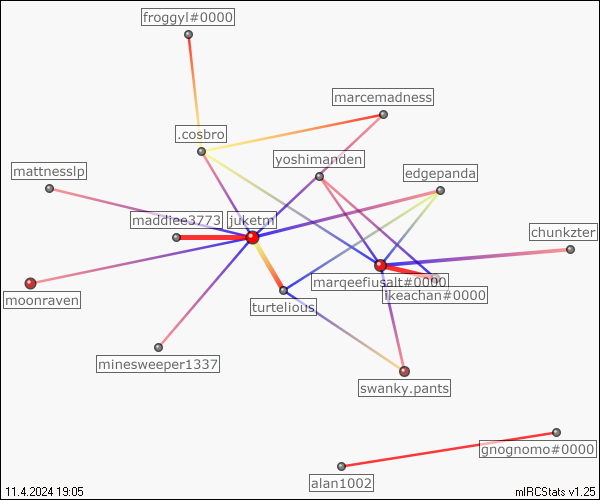 froggyl#0000
marcemadness
.cosbro
yoshimanden
mattnesslp
edgepanda
maddiee3773
juketm
chunkzter
marqeefiusalt#0000
moonraven
ikeachan#0000
turtelious
minesweeper1337
swanky.pants
gnognomo#0000
alan1002
11.4.2024 19:05
mIRCStats v1.25